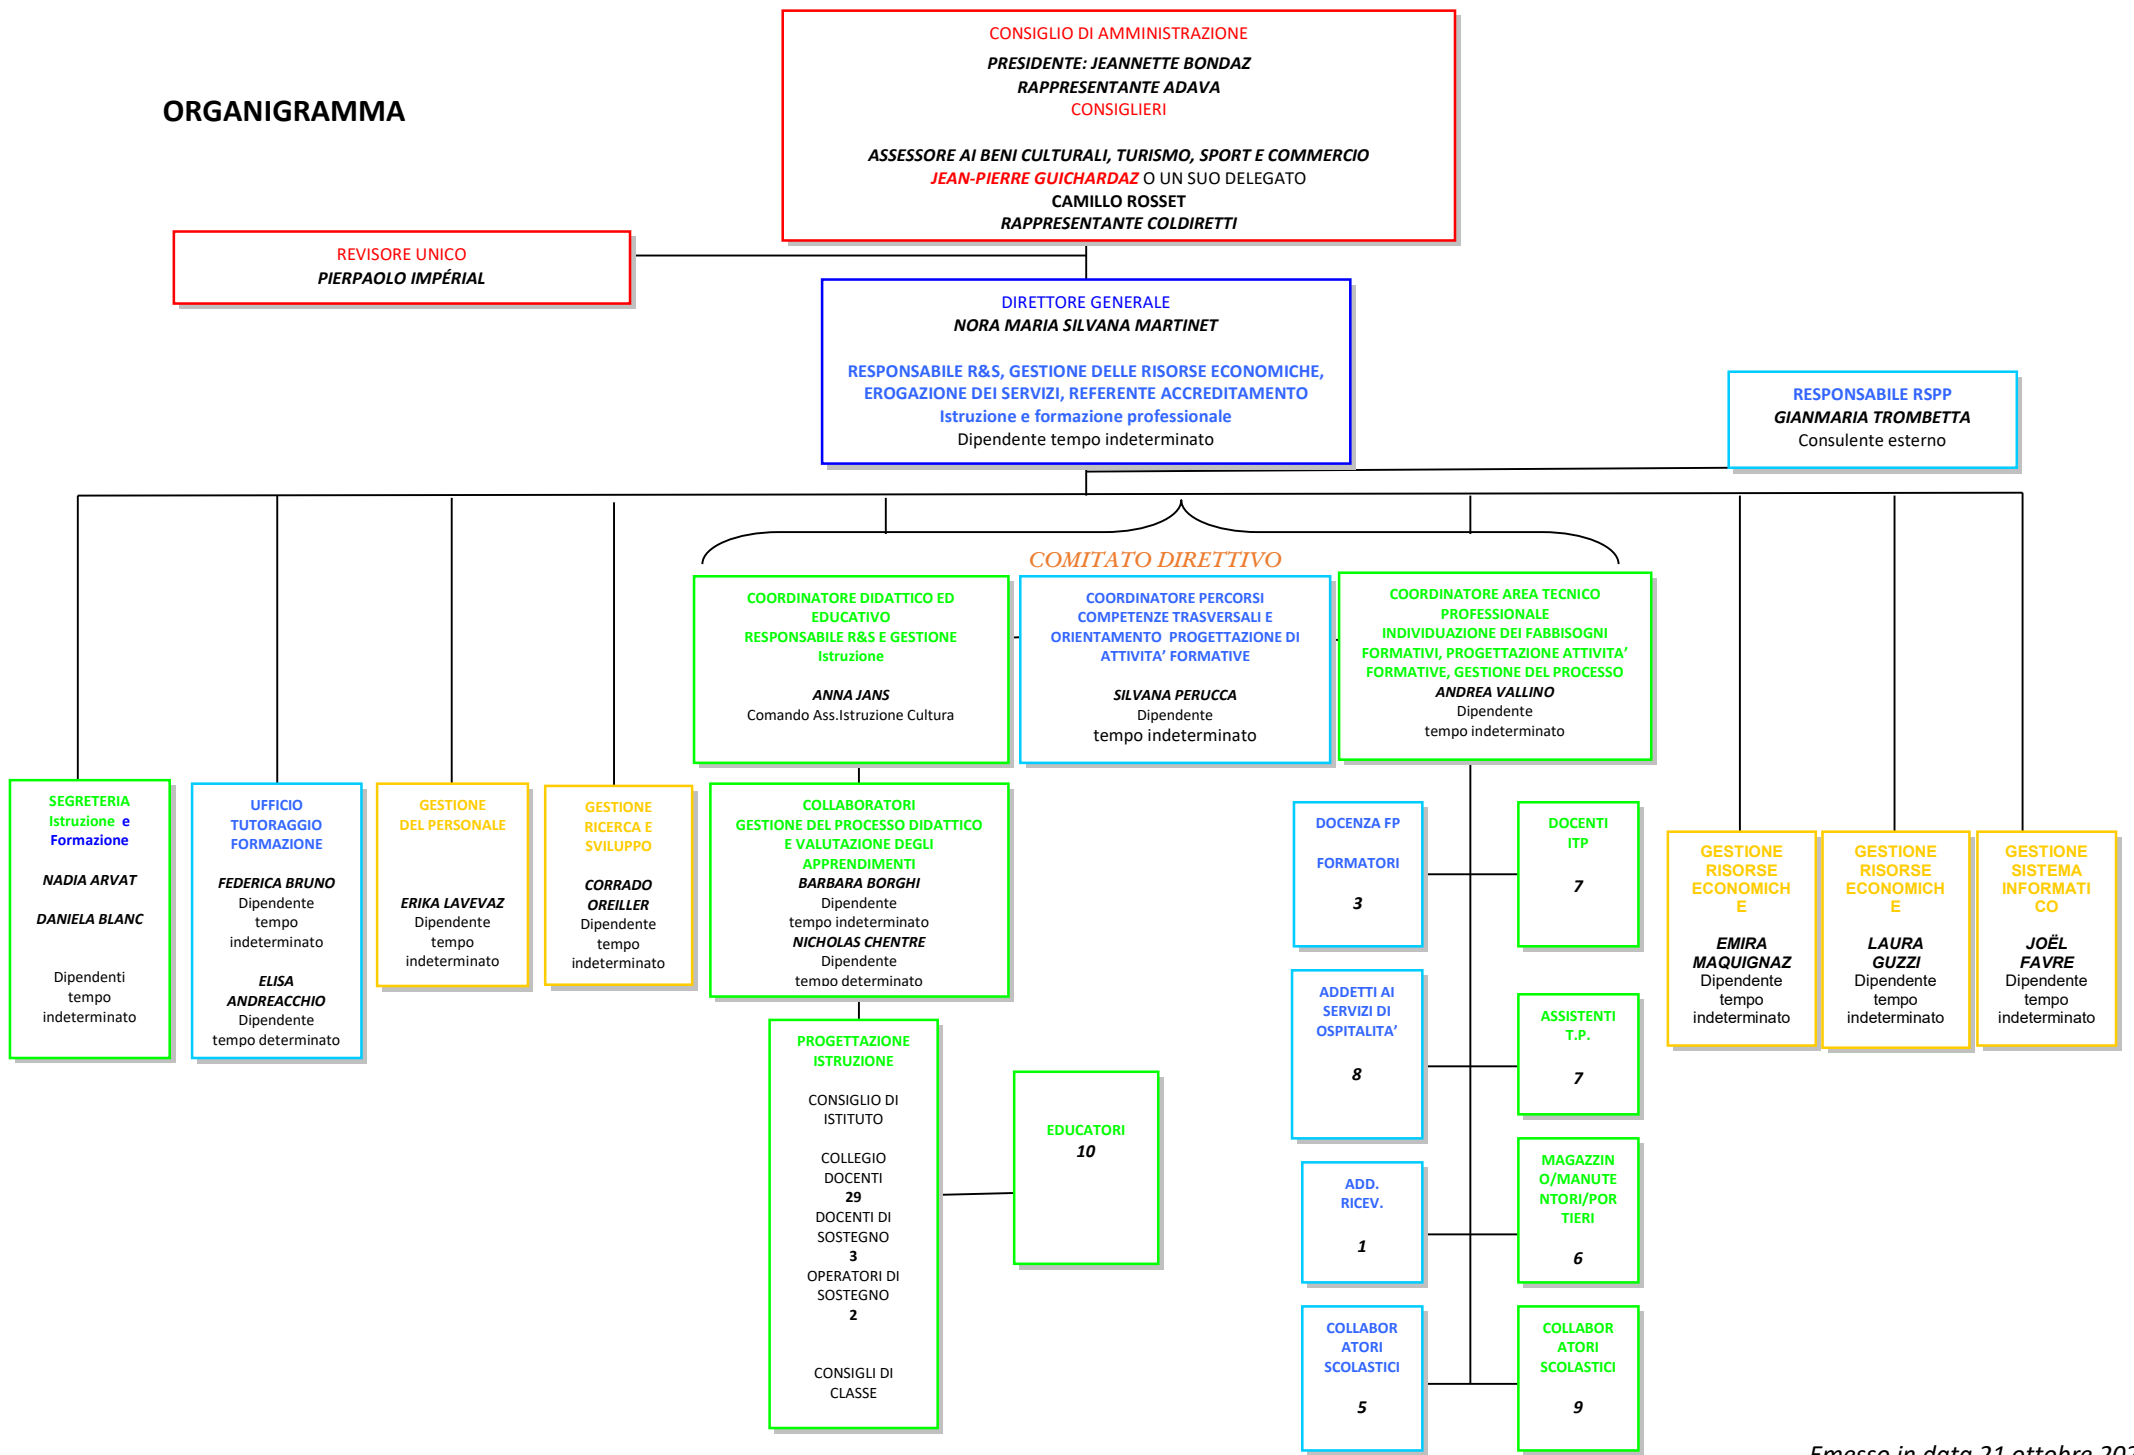 CONSIGLIO DI AMMINISTRAZIONE
PRESIDENTE: JEANNETTE BONDAZ
RAPPRESENTANTE ADAVA
CONSIGLIERI
ASSESSORE AI BENI CULTURALI, TURISMO, SPORT E COMMERCIO
JEAN-PIERRE GUICHARDAZ O UN SUO DELEGATO
CAMILLO ROSSET
RAPPRESENTANTE COLDIRETTI
ORGANIGRAMMA
REVISORE UNICO
PIERPAOLO IMPÉRIAL
DIRETTORE GENERALE
NORA MARIA SILVANA MARTINET
RESPONSABILE R&S, GESTIONE DELLE RISORSE ECONOMICHE,
EROGAZIONE DEI SERVIZI, REFERENTE ACCREDITAMENTO
Istruzione e formazione professionale
Dipendente tempo indeterminato
RESPONSABILE RSPP
GIANMARIA TROMBETTA
Consulente esterno
COMITATO DIRETTIVO
COORDINATORE DIDATTICO ED
EDUCATIVO
RESPONSABILE R&S E GESTIONE
Istruzione
ANNA JANS
Comando Ass.Istruzione Cultura
COORDINATORE PERCORSI
COMPETENZE TRASVERSALI E
ORIENTAMENTO PROGETTAZIONE DI
ATTIVITA’ FORMATIVE
SILVANA PERUCCA
Dipendente
tempo indeterminato
COORDINATORE AREA TECNICO
PROFESSIONALE
INDIVIDUAZIONE DEI FABBISOGNI
FORMATIVI, PROGETTAZIONE ATTIVITA’
FORMATIVE, GESTIONE DEL PROCESSO
ANDREA VALLINO
Dipendente
tempo indeterminato
SEGRETERIA
Istruzione e
Formazione
NADIA ARVAT
DANIELA BLANC
Dipendenti
tempo
indeterminato
UFFICIO
TUTORAGGIO
FORMAZIONE
FEDERICA BRUNO
Dipendente
tempo
indeterminato
ELISA
ANDREACCHIO
Dipendente
tempo determinato
GESTIONE
DEL PERSONALE
ERIKA LAVEVAZ
Dipendente
tempo
indeterminato
GESTIONE
RICERCA E
SVILUPPO
CORRADO
OREILLER
Dipendente
tempo
indeterminato
COLLABORATORI
GESTIONE DEL PROCESSO DIDATTICO
E VALUTAZIONE DEGLI
APPRENDIMENTI
BARBARA BORGHI
Dipendente
tempo indeterminato
NICHOLAS CHENTRE
Dipendente
tempo determinato
PROGETTAZIONE
ISTRUZIONE
CONSIGLIO DI
ISTITUTO
COLLEGIO
DOCENTI
29
DOCENTI DI
SOSTEGNO
3
OPERATORI DI
SOSTEGNO
2
CONSIGLI DI
CLASSE
EDUCATORI
10
DOCENZA FP
FORMATORI
3
DOCENTI
ITP
7
ADDETTI AI
SERVIZI DI
OSPITALITA’
8
ASSISTENTI
T.P.
7
ADD.
RICEV.
1
MAGAZZIN
O/MANUTE
NTORI/POR
TIERI
6
COLLABOR
ATORI
SCOLASTICI
5
COLLABOR
ATORI
SCOLASTICI
9
GESTIONE
RISORSE
ECONOMICH
E
EMIRA
MAQUIGNAZ
Dipendente
tempo
indeterminato
GESTIONE
RISORSE
ECONOMICH
E
LAURA
GUZZI
Dipendente
tempo
indeterminato
GESTIONE
SISTEMA
INFORMATI
CO
JOËL
FAVRE
Dipendente
tempo
indeterminato
Emesso in data 21 ottobre